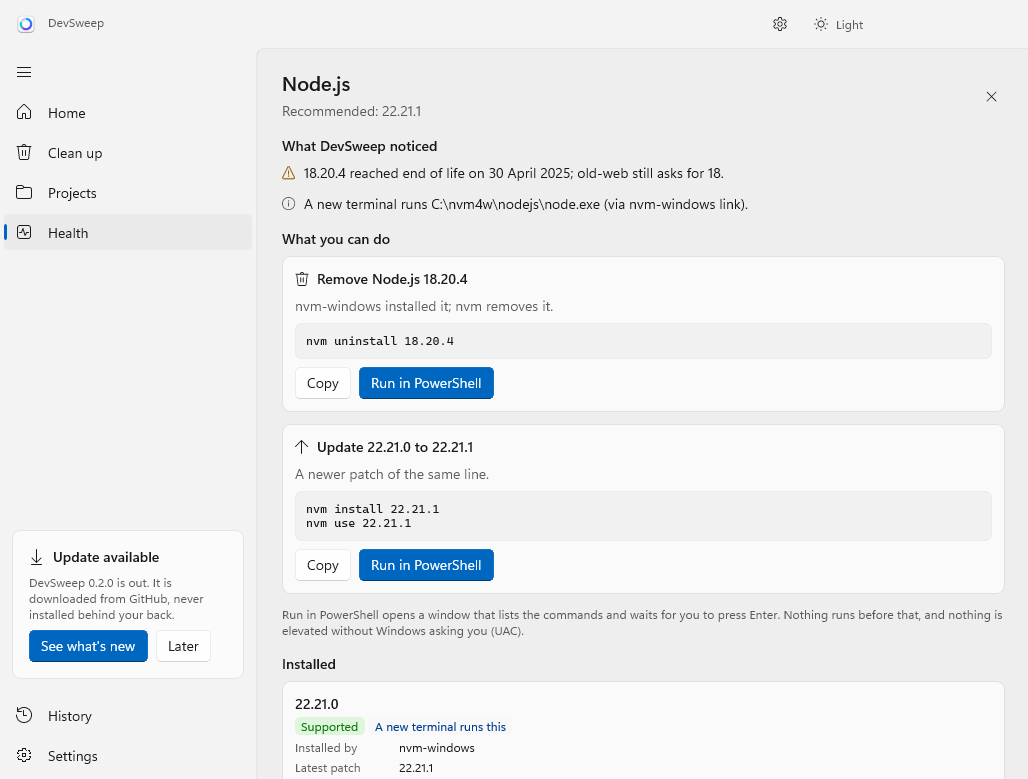 DevSweep
Light
Home
Clean up
Projects
Health
Update available
DevSweep 0.2.0 is out. It is
downloaded from GitHub, never
installed behind your back.
See what's new
Later
History
Settings
Node.js
Recommended: 22.21.1
What DevSweep noticed
18.20.4 reached end of life on 30 April 2025; old-web still asks for 18.
A new terminal runs C:\nvm4w\nodejs\node.exe (via nvm-windows link).
What you can do
Remove Node.js 18.20.4
nvm-windows installed it; nvm removes it.
nvm uninstall 18.20.4
Copy
Run in PowerShell
Update 22.21.0 to 22.21.1
A newer patch of the same line.
nvm install 22.21.1
nvm use 22.21.1
Copy
Run in PowerShell
Run in PowerShell opens a window that lists the commands and waits for you to press Enter. Nothing runs before that, and nothing is
elevated without Windows asking you (UAC).
Installed
22.21.0
Supported
A new terminal runs this
Installed by
nvm-windows
Latest patch
22.21.1